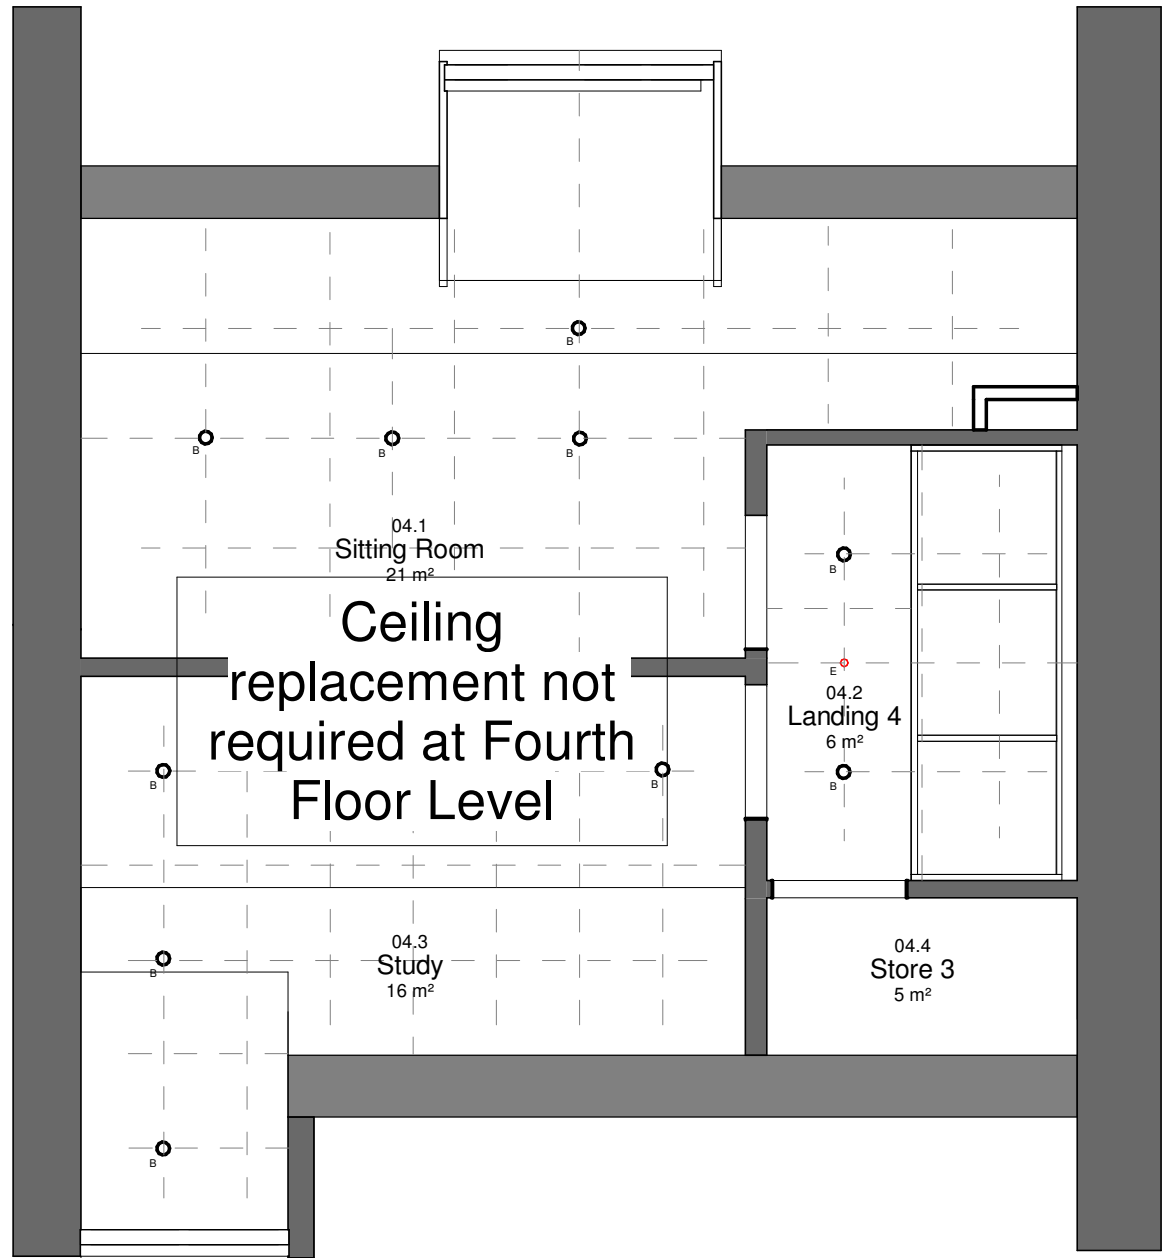 B
B
B
B
04.1
Sitting Room
21 m²
B
Ceiling
replacement not
required at Fourth
Floor Level
E
04.2
Landing 4
6 m²
B
B
B
04.3
Study
16 m²
04.4
Store 3
5 m²
B
B